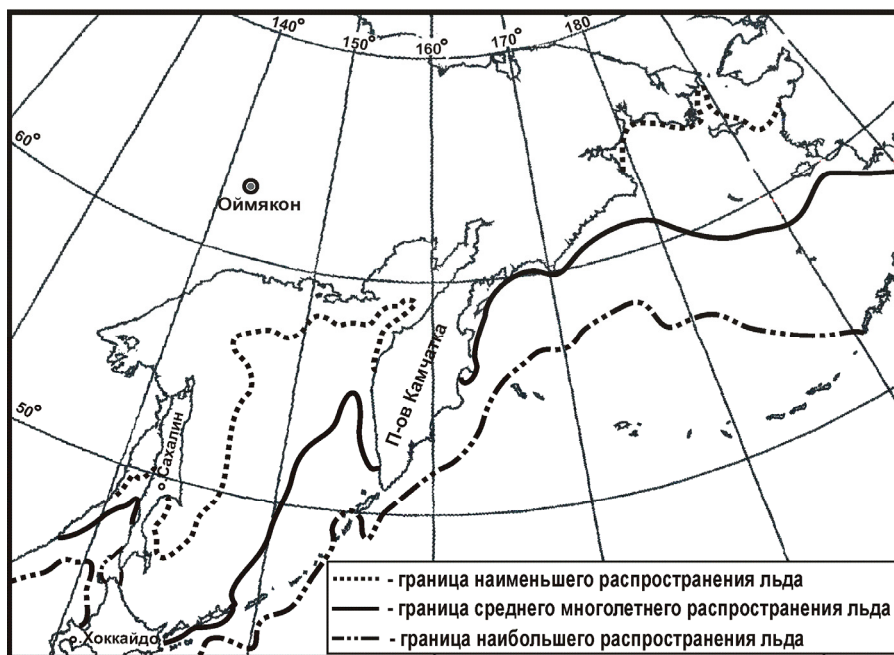 140° 150° 160° 170° 180
60°
Оймякон
50°
о.Сахалин
П-ов Камчатка
о.Хоккайдо
- граница наименьшего распространения льда
- граница среднего многолетнего распространения льда
- граница наибольшего распространения льда